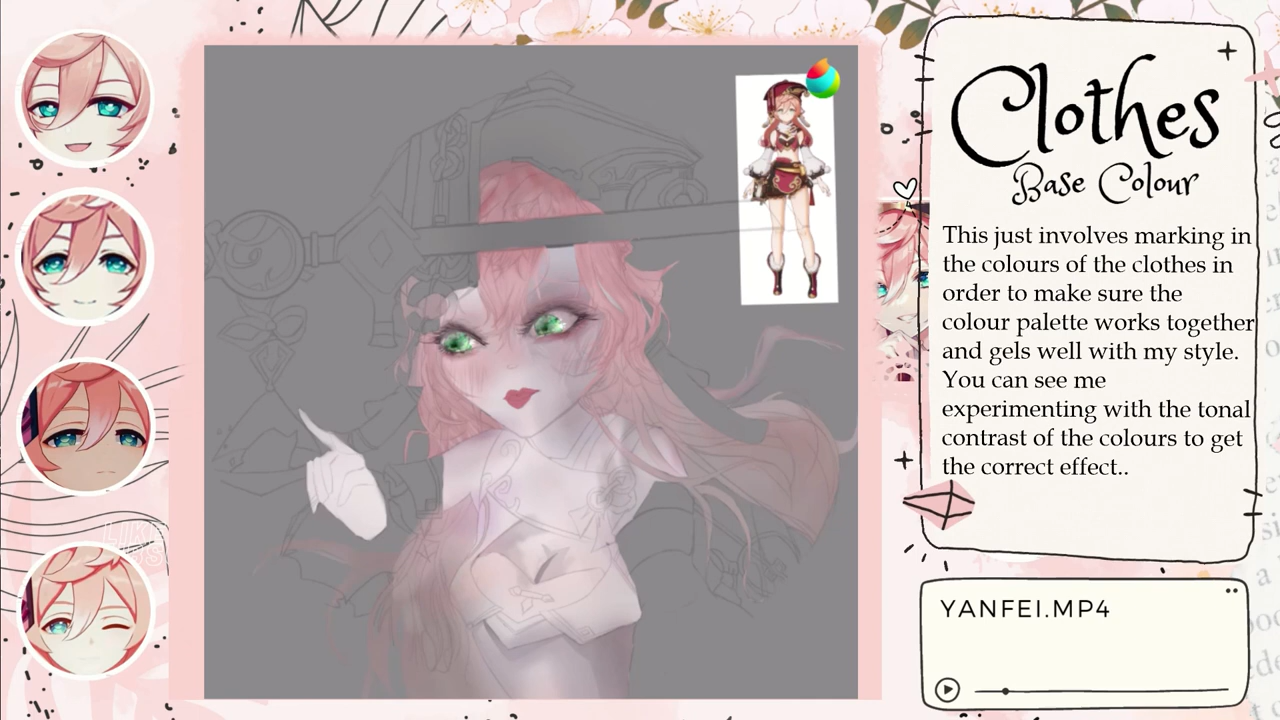 Clothes
Base Colour
This just involves marking in
the colours of the clothes in
order to make sure the
colour palette works together
and gels well with my style.
You can see me
experimenting with the tonal
contrast of the colours to get
the correct effect..
YANFEI.MP4